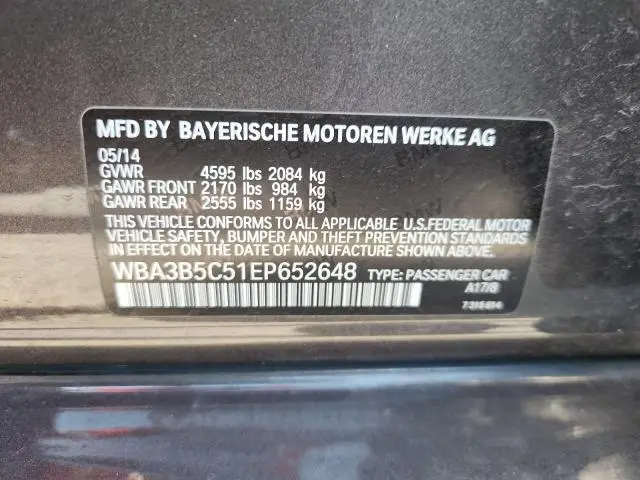 MFD BY BAYERISCHE MOTOREN WERKE AG
05/14
GVWR 4595 lbs 2084 kg
GAWR FRONT 2170 lbs 984 kg
GAWR REAR 2555 lbs 1159 kg
THIS VEHICLE CONFORMS TO ALL APPLICABLE U.S.FEDERAL MOTOR
VEHICLE SAFETY, BUMPER AND THEFT PREVENTION STANDARDS
IN EFFECT ON THE DATE OF MANUFACTURE SHOWN ABOVE.
WBA3B5C51EP652648 TYPE: PASSENGER CAR
A17/8